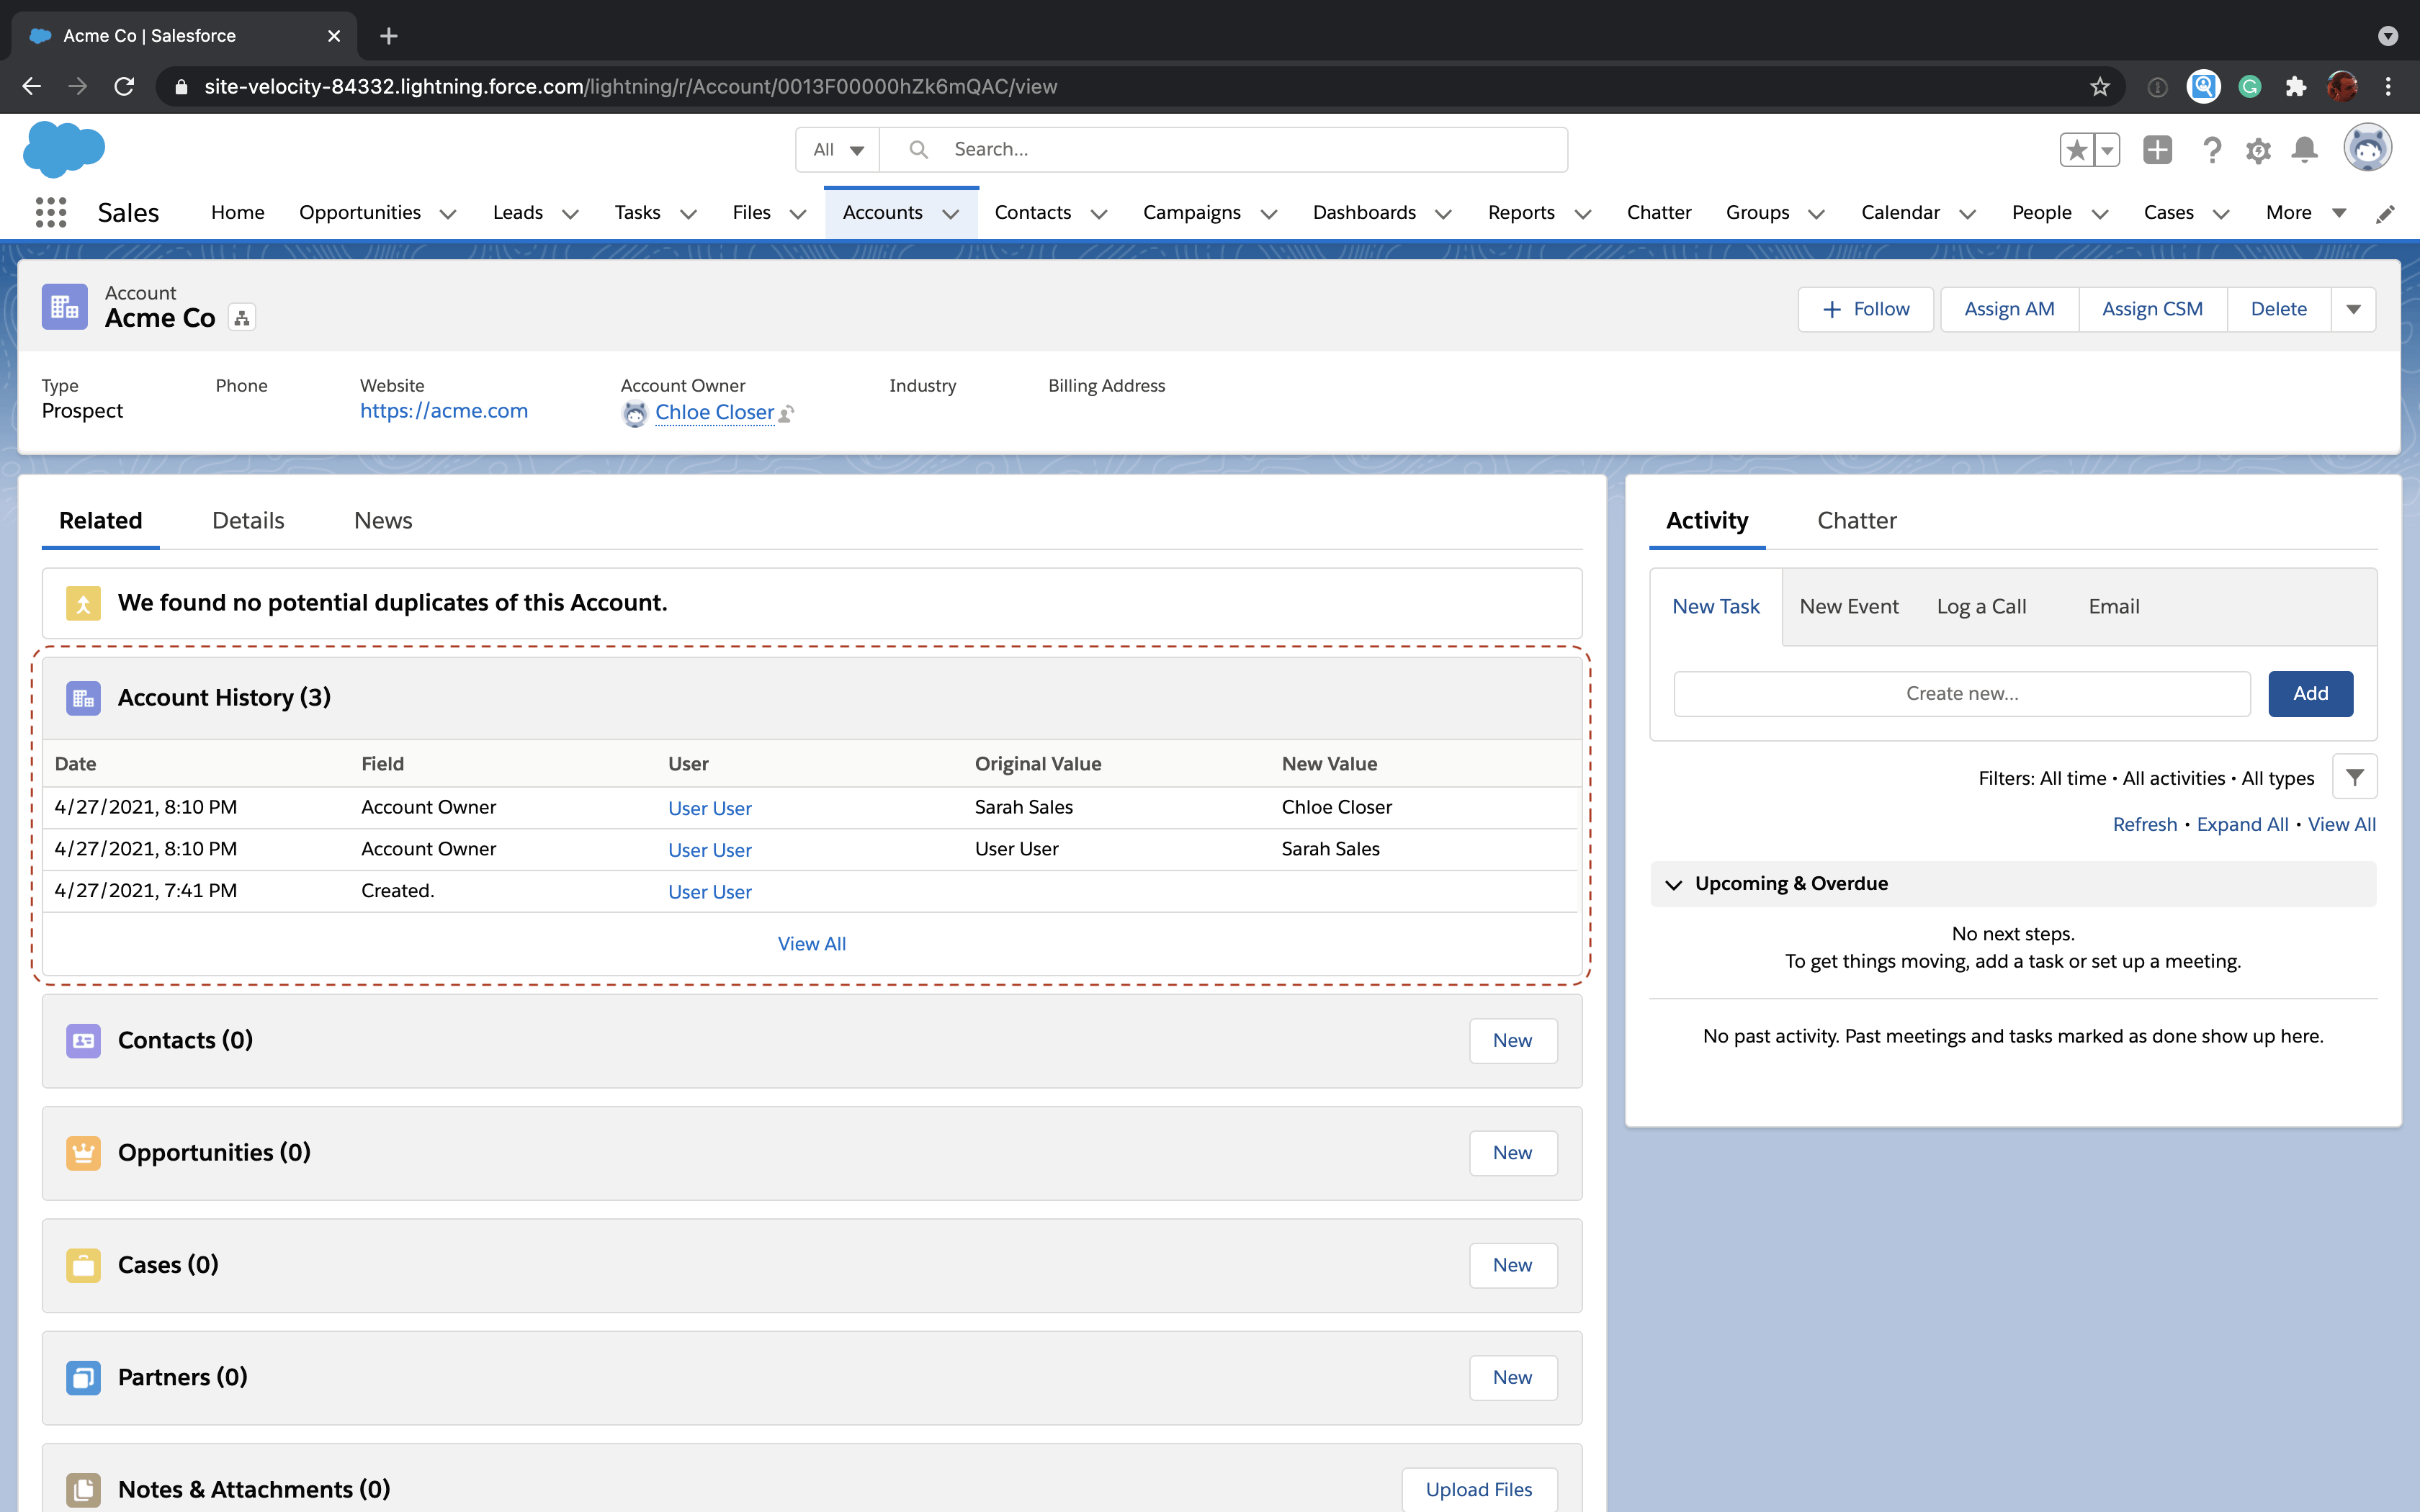 Acme Co | Salesforce
site-velocity-84332.lightning.force.com/lightning/r/Account/0013F00000hZk6mQAC/view
All Search...
Sales Home Opportunities Leads Tasks Files Accounts Contacts Campaigns Dashboards Reports Chatter Groups Calendar People Cases More
Account
Acme Co
Follow Assign AM Assign CSM Delete
Type Phone Website Account Owner Industry Billing Address
Prospect https://acme.com Chloe Closer
Related Details News
We found no potential duplicates of this Account.
Account History (3)
Date Field User Original Value New Value
4/27/2021, 8:10 PM Account Owner User User Sarah Sales Chloe Closer
4/27/2021, 8:10 PM Account Owner User User User User Sarah Sales
4/27/2021, 7:41 PM Created. User User
View All
Contacts (0) New
Opportunities (0) New
Cases (0) New
Partners (0) New
Notes & Attachments (0) Upload Files
Activity Chatter
New Task New Event Log a Call Email
Create new... Add
Filters: All time • All activities • All types
Refresh • Expand All • View All
Upcoming & Overdue
No next steps.
To get things moving, add a task or set up a meeting.
No past activity. Past meetings and tasks marked as done show up here.